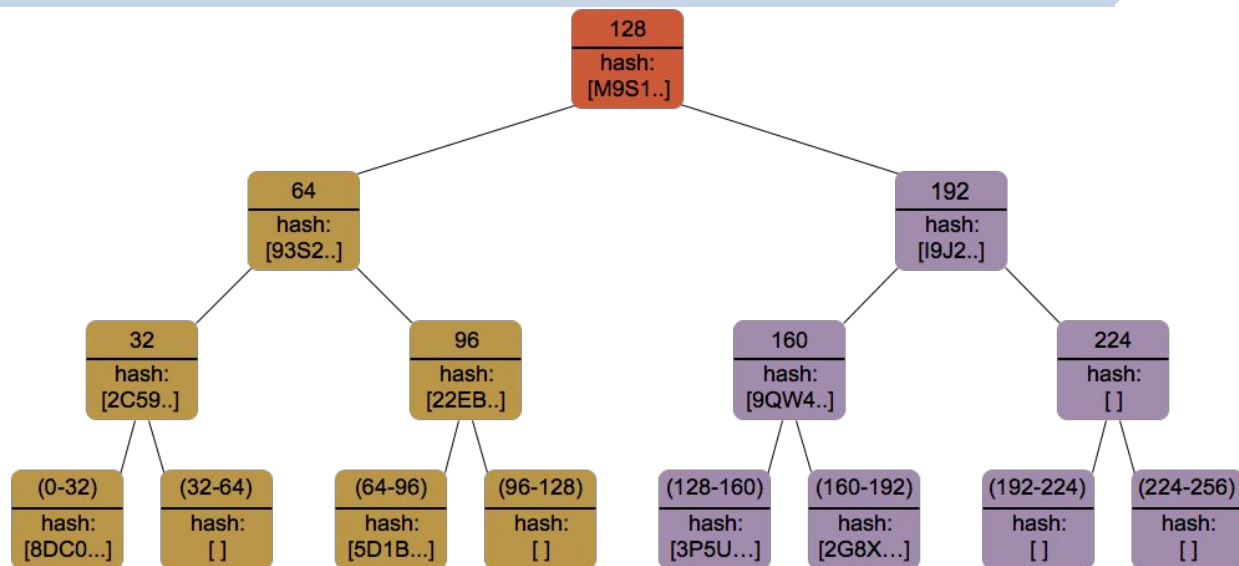 128
hash:
[M9S1..]
64
hash:
[93S2..]
192
hash:
[I9J2..]
32
hash:
[2C59..]
96
hash:
[22EB..]
160
hash:
[9QW4..]
224
hash:
[ ]
(0-32)
hash:
[8DC0...]
(32-64)
hash:
[ ]
(64-96)
hash:
[5D1B...]
(96-128)
hash:
[ ]
(128-160)
hash:
[3P5U...]
(160-192)
hash:
[2G8X...]
(192-224)
hash:
[ ]
(224-256)
hash:
[ ]